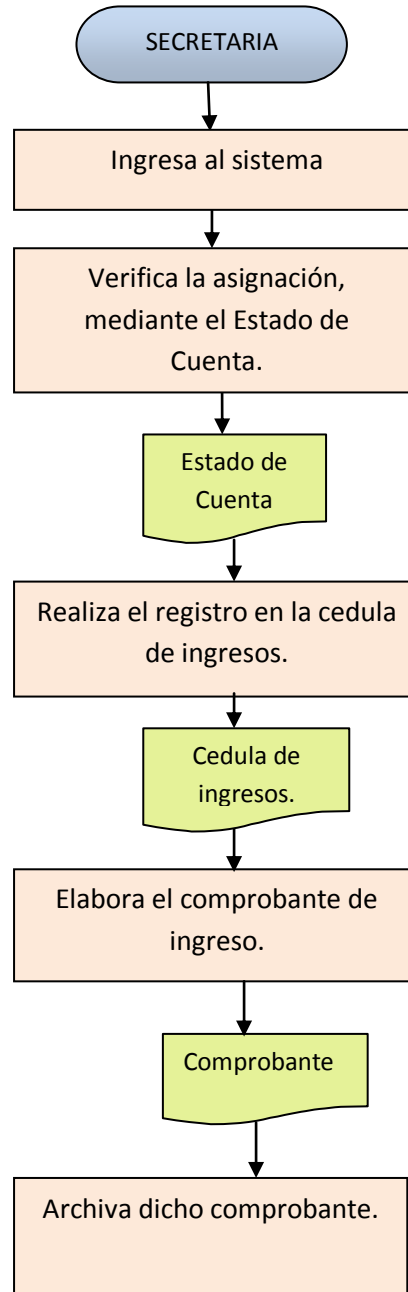 SECRETARIA
Ingresa al sistema
Verifica la asignación,
mediante el Estado de
Cuenta.
Estado de
Cuenta
Realiza el registro en la cedula
de ingresos.
Cedula de
ingresos.
Elabora el comprobante de
ingreso.
Comprobante
Archiva dicho comprobante.